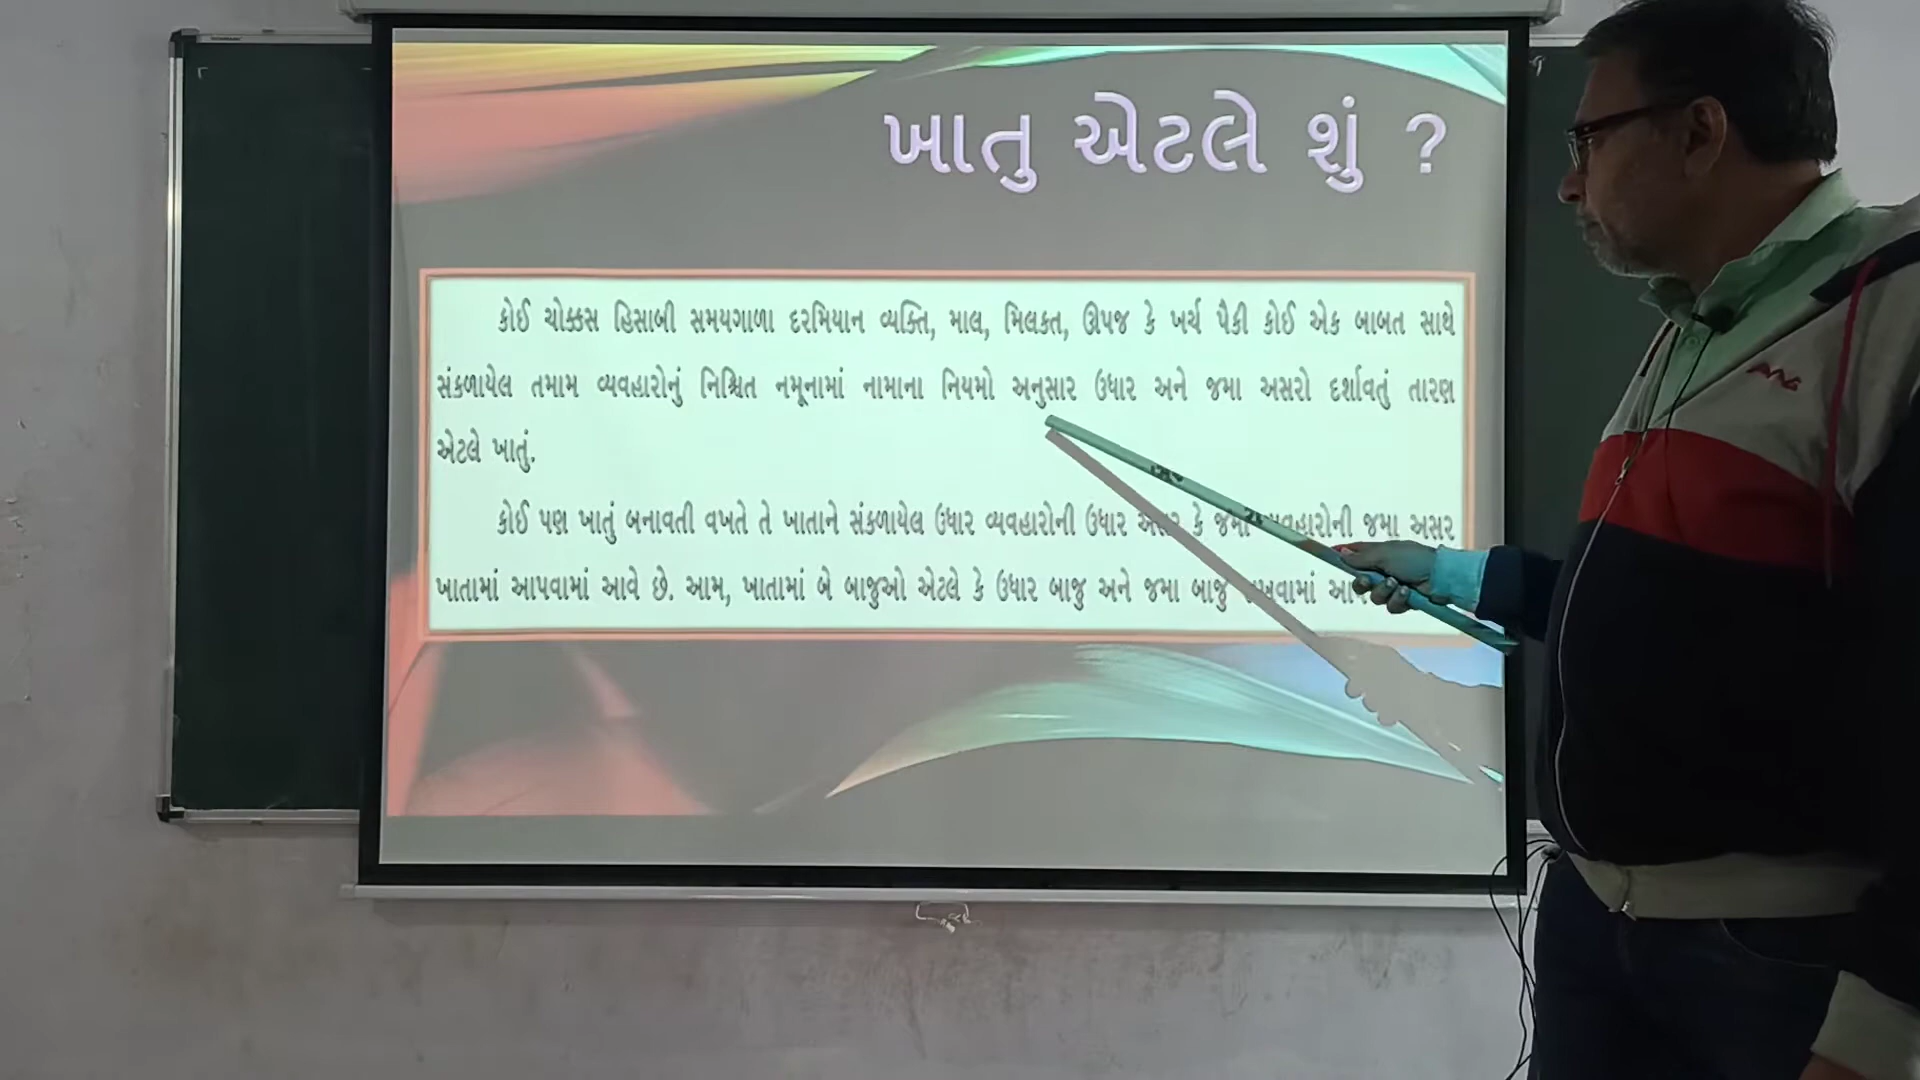 ખાતુ એટલે શું ?
કોઈ ચોક્કસ હિસાબી સમયગાળા દરમિયાન વ્યક્તિ, માલ, મિલકત, ઊપજ કે ખર્ચ પૈકી કોઈ એક બાબત સાથે
સંકળાયેલ તમામ વ્યવહારોનું નિશ્ચિત નમૂનામાં નામાના નિયમો અનુસાર ઉધાર અને જમા અસરો દર્શાવતું તારણ
એટલે ખાતું.
કોઈ પણ ખાતું બનાવતી વખતે તે ખાતાને સંકળાયેલ ઉધાર વ્યવહારોની ઉધાર અસર કે જમા વ્યવહારોની જમા અસર
ખાતામાં આપવામાં આવે છે. આમ, ખાતામાં બે બાજુઓ એટલે કે ઉધાર બાજુ અને જમા બાજુ